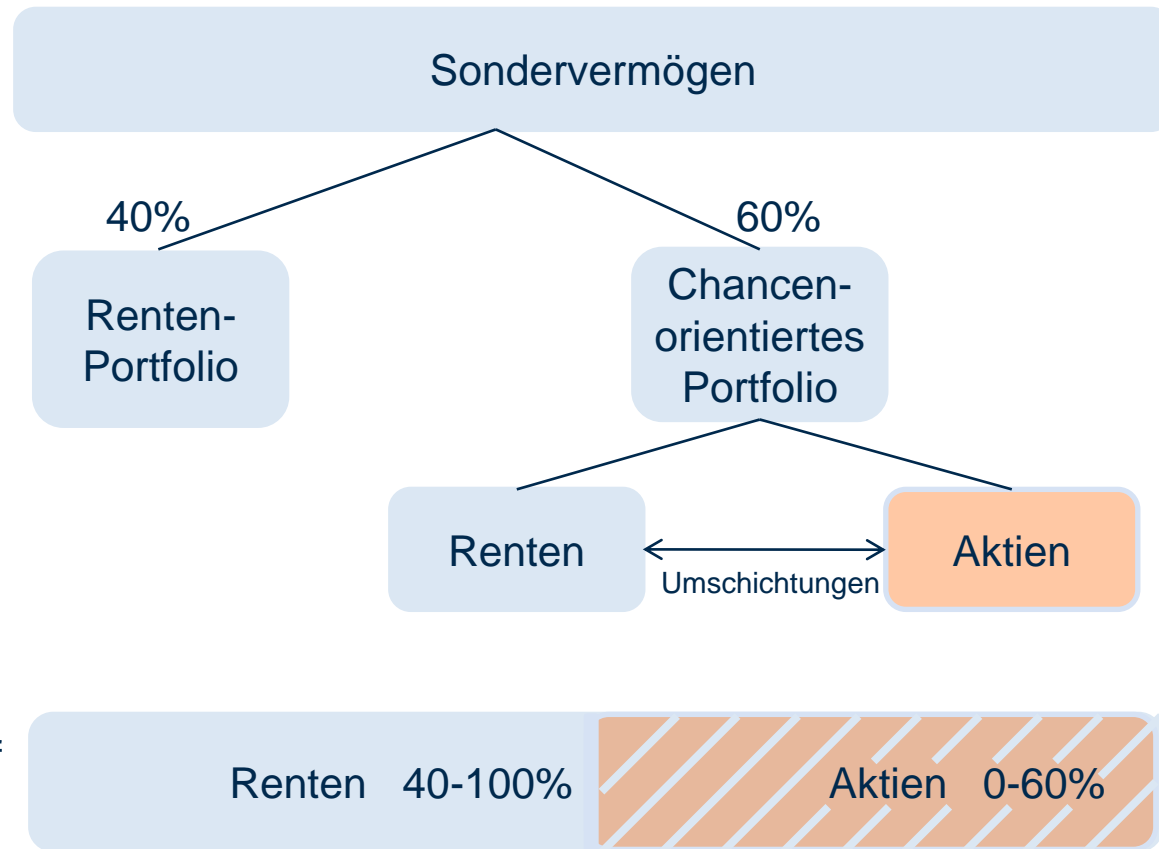 Sondervermögen
40%
60%
Renten-
Portfolio
Chancen-
orientiertes
Portfolio
Renten
Umschichtungen
Aktien
Renten 40-100%
Aktien 0-60%